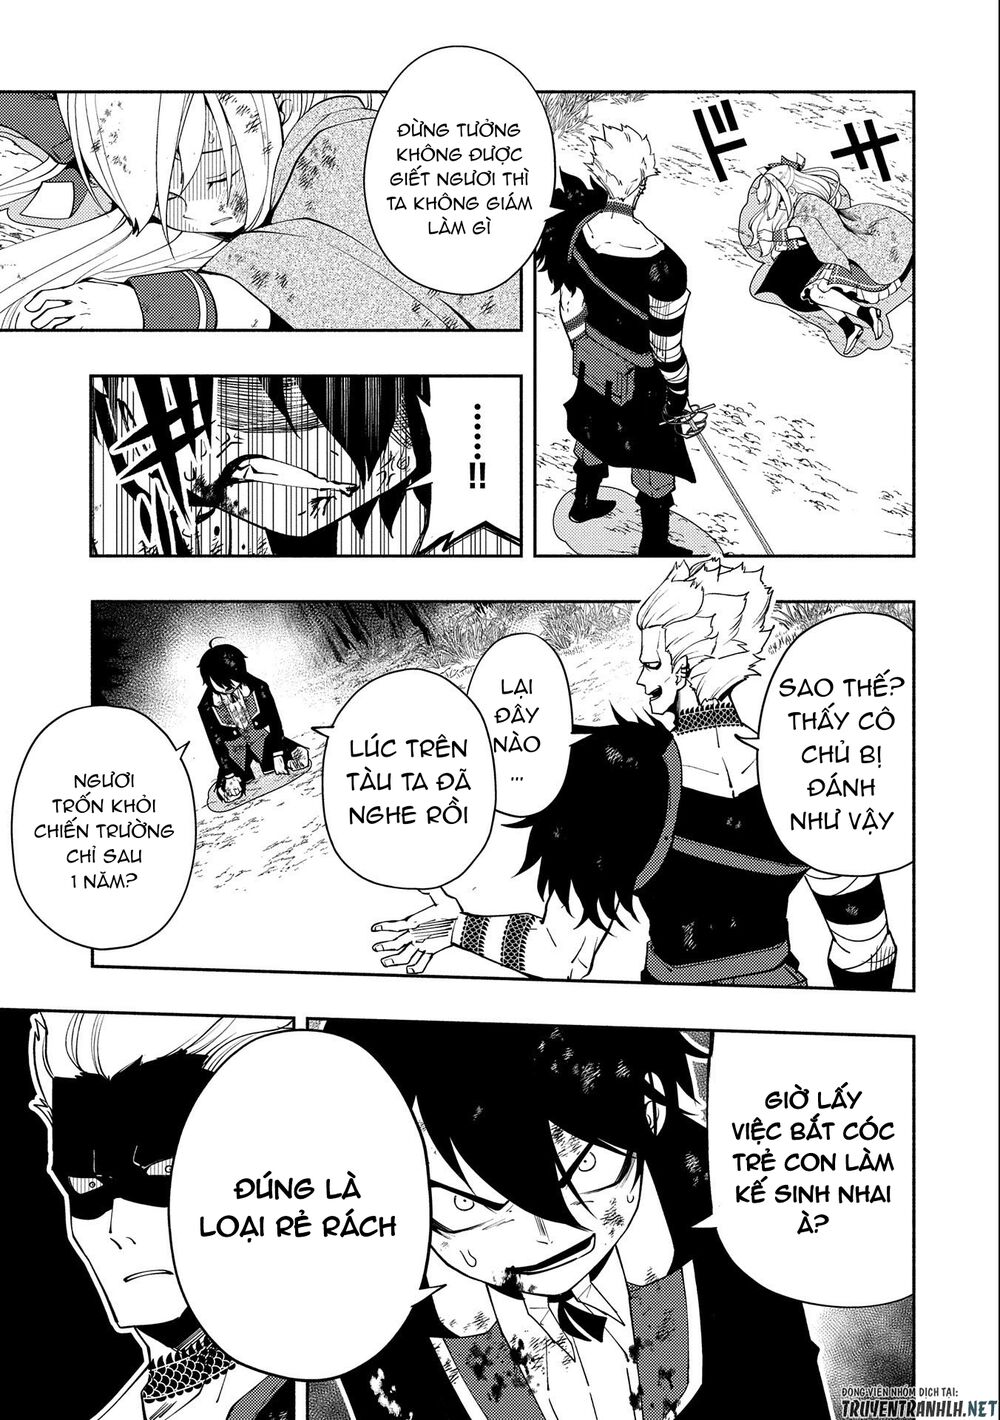 ドサ
ĐỪNG TƯỞNG
KHÔNG ĐƯỢC
GIẾT NGƯƠI THÌ
TA KHÔNG GIÁM
LÀM GÌ
......!!
SAO THẾ?
THẤY CÔ
CHỦ BỊ
ĐÁNH
NHƯ VẬY
LẠI
ĐÂY
NÀO
...
LÚC TRÊN
TÀU TA ĐÃ
NGHE RỒI
NGƯƠI
TRỐN KHỎI
CHIẾN TRƯỜNG
CHỈ SAU
1 NĂM?
GIỜ LẤY
VIỆC BẮT CÓC
TRẺ CON LÀM
KẾ SINH NHAI
À?
ĐÚNG LÀ
LOẠI RẺ RÁCH
ĐỘNG VIÊN NHÓM DỊCH TẠI:
TRUYENTRANHLH.NET